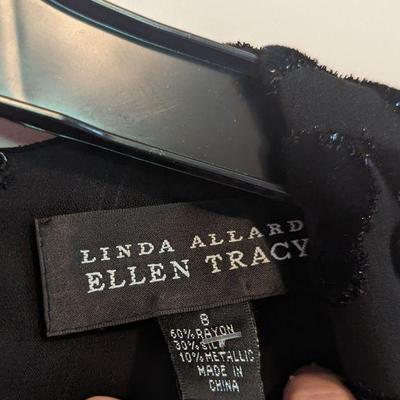 LINDA ALLARD
ELLEN TRACY
8
60% RAYON
30% SILK
10% METALLIC
MADE IN
CHINA